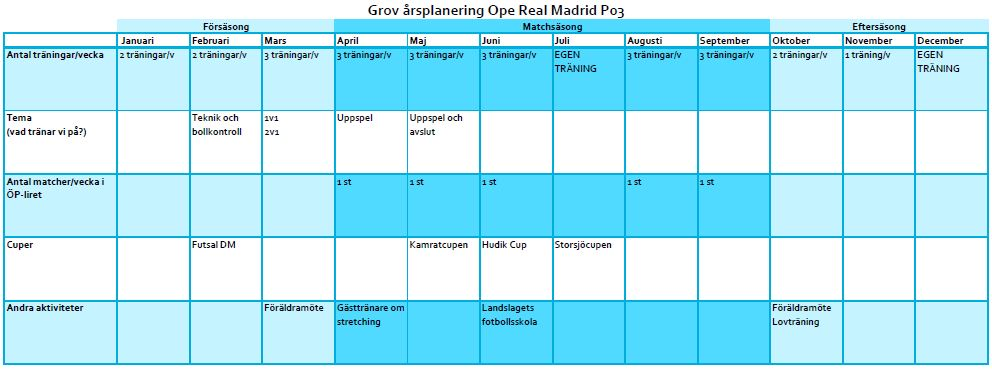 Grov årsplanering Ope Real Madrid P03
Försäsong Matchsäsong Eftersäsong
Januari Februari Mars April Maj Juni Juli Augusti September Oktober November December
Antal träningar/vecka 2 träningar/v 2 träningar/v 3 träningar/v 3 träningar/v 3 träningar/v 3 träningar/v EGEN 3 träningar/v 3 träningar/v 2 träningar/v 1 träning/v EGEN
TRÄNING TRÄNING
Tema Teknik och 1v1 Uppspel Uppspel och
(vad tränar vi på?) bollkontroll 2v1 avslut
Antal matcher/vecka i 1 st 1 st 1 st 1 st 1 st
ÖP-liret
Cuper Futsal DM Kamratcupen Hudik Cup Storsjöcupen
Andra aktiviteter Föräldramöte Gästtränare om Landslagets Föräldramöte
stretching fotbollsskola Lovträning